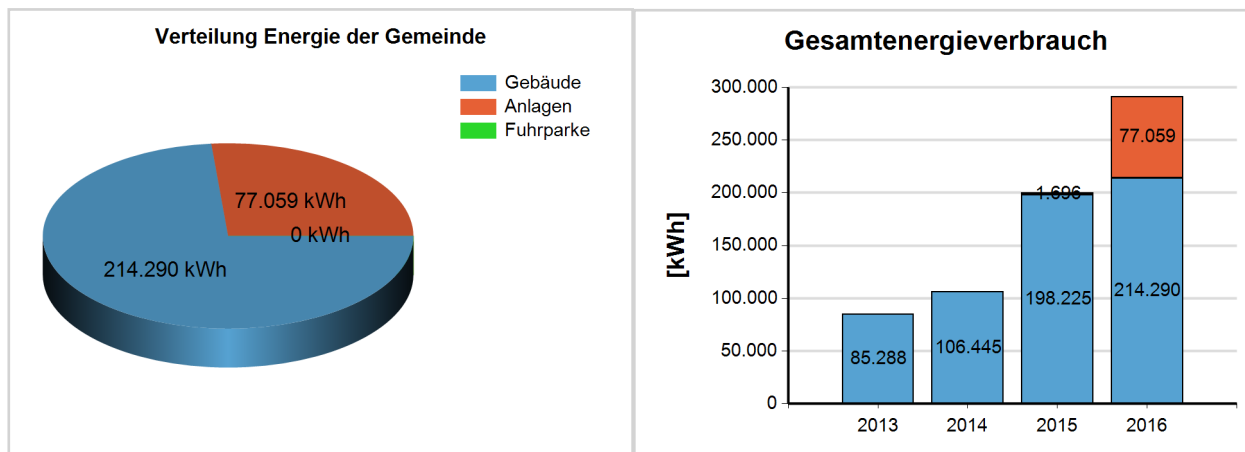 Verteilung Energie der Gemeinde
Gebäude
Anlagen
Fuhrparke
77.059 kWh
0 kWh
214.290 kWh
Gesamtenergieverbrauch
[kWh]
300.000
250.000
200.000
150.000
100.000
50.000
0
77.059
1.696
85.288
106.445
198.225
214.290
2013
2014
2015
2016